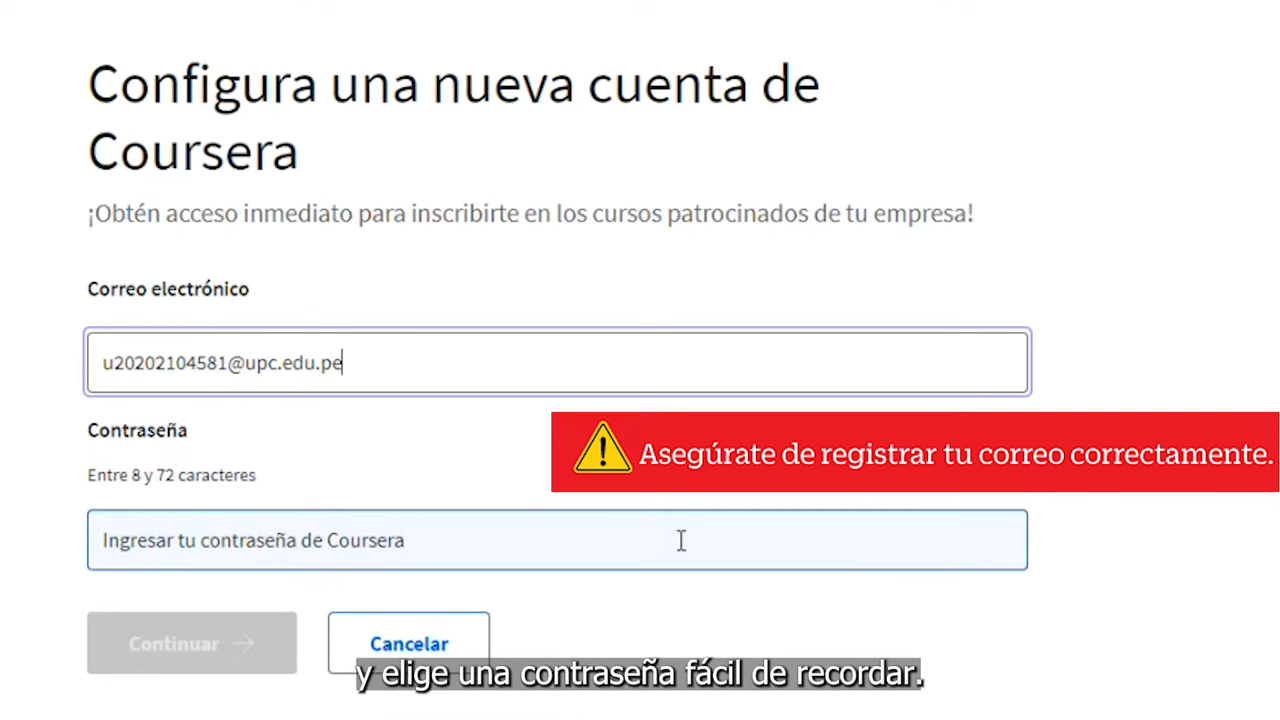 Configura una nueva cuenta de
Coursera
¡Obtén acceso inmediato para inscribirte en los cursos patrocinados de tu empresa!
Correo electrónico
u20202104581@upc.edu.pe
Contraseña
Asegúrate de registrar tu correo correctamente.
Entre 8 y 72 caracteres
Ingresar tu contraseña de Coursera
Continuar →
Cancelar
y elige una contraseña fácil de recordar.